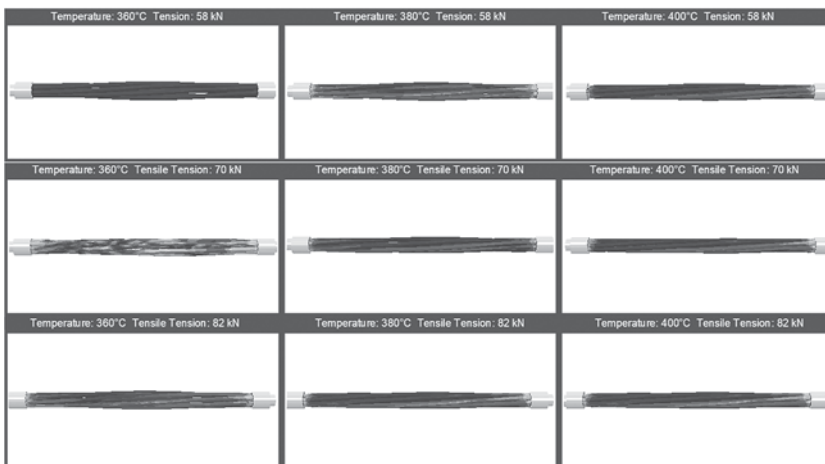 Temperature: 360°C Tension: 58 kN
Temperature: 380°C Tension: 58 kN
Temperature: 400°C Tension: 58 kN
Temperature: 360°C Tensile Tension: 70 kN
Temperature: 380°C Tensile Tension: 70 kN
Temperature: 400°C Tensile Tension: 70 kN
Temperature: 360°C Tensile Tension: 82 kN
Temperature: 380°C Tensile Tension: 82 kN
Temperature: 400°C Tensile Tension: 82 kN